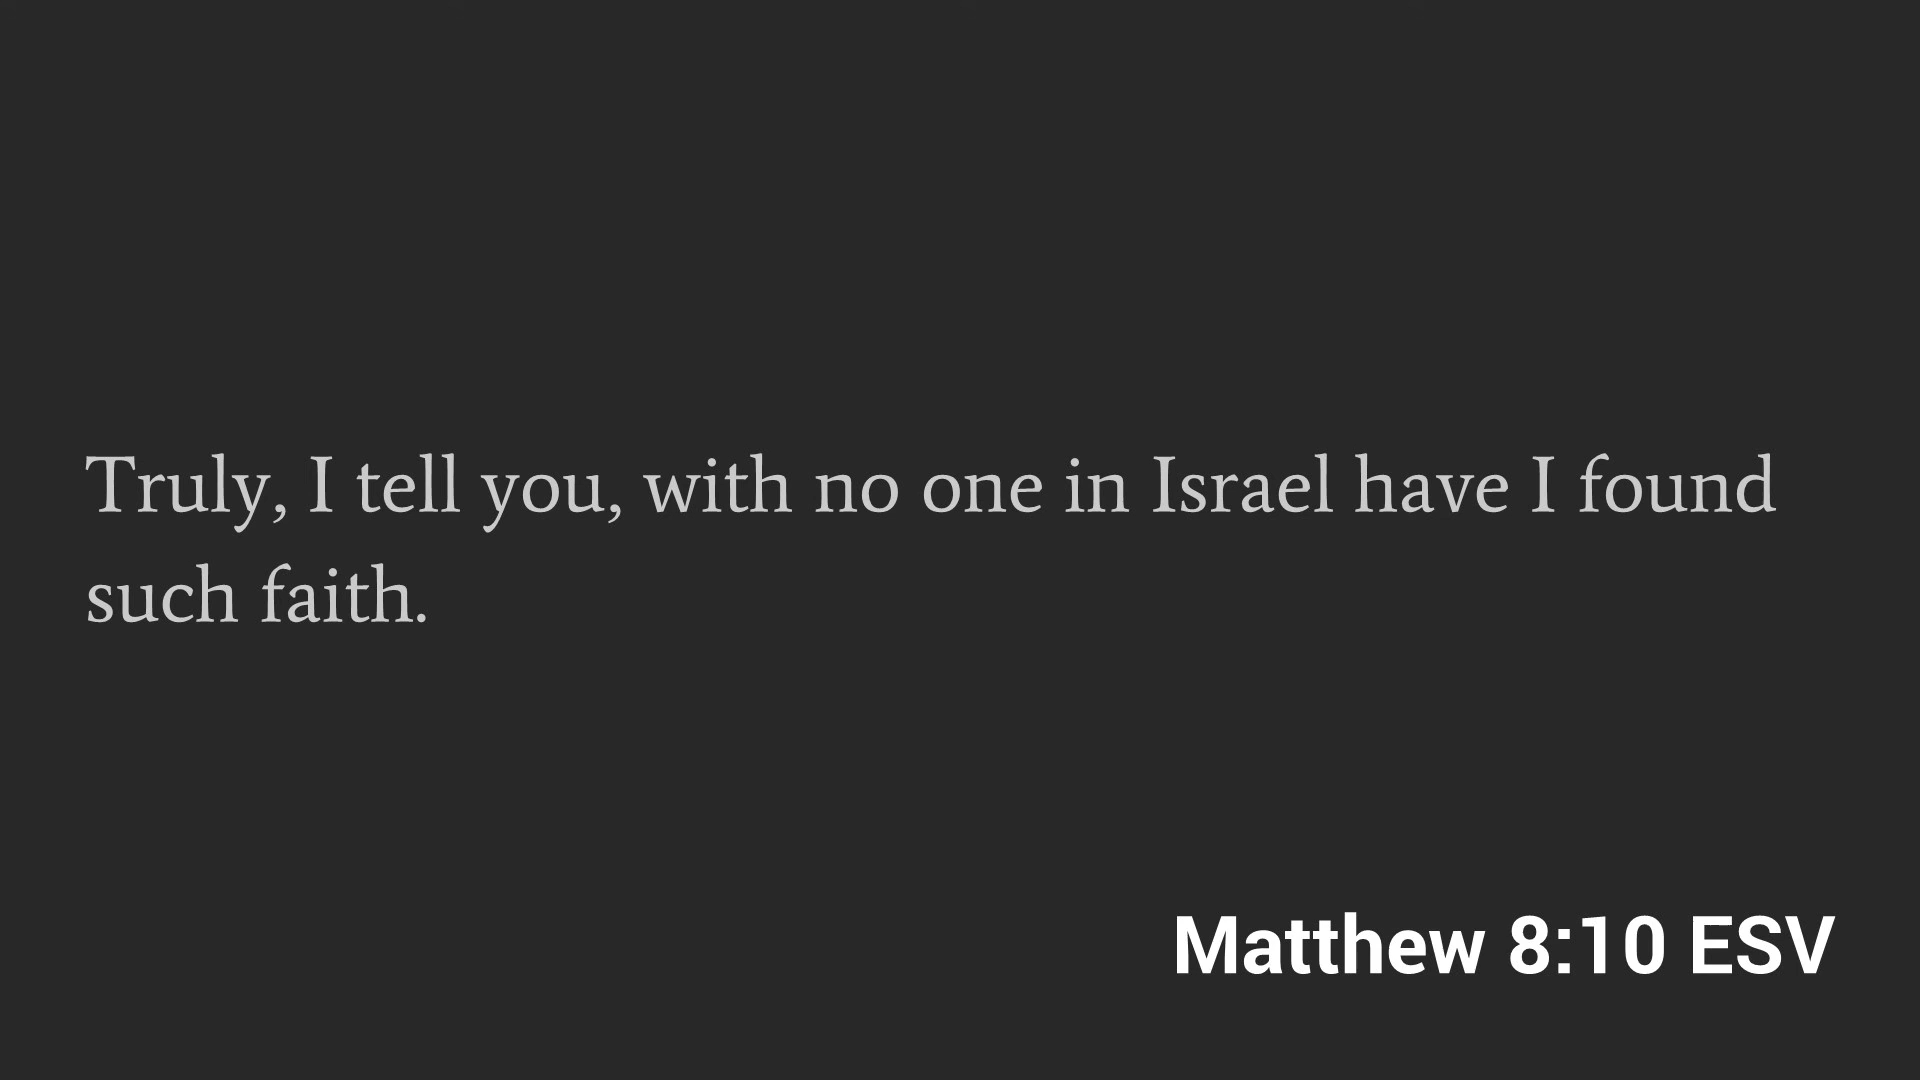 Truly, I tell you, with no one in Israel have I found
such faith.
Matthew 8:10 ESV